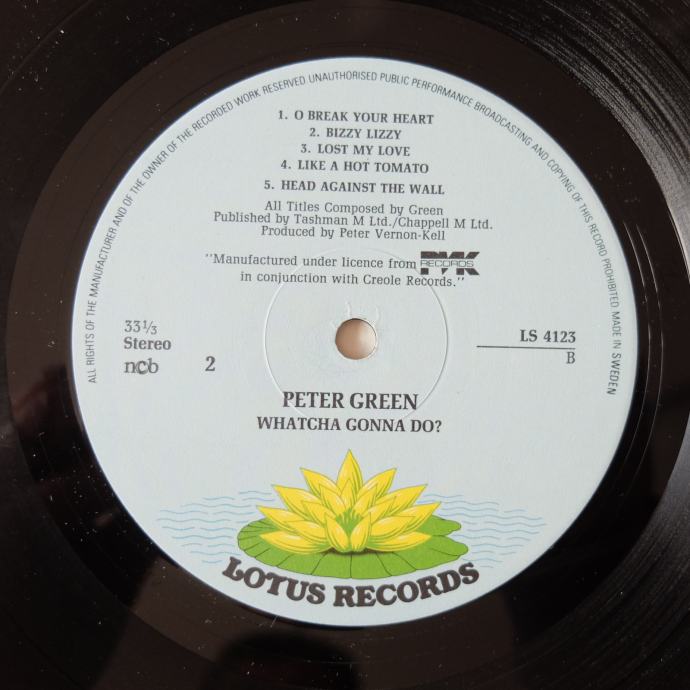 ALL RIGHTS OF THE MANUFACTURER AND OF THE OWNER OF THE RECORDED WORK RESERVED UNAUTHORISED PUBLIC PERFORMANCE BROADCASTING AND COPYING OF THIS RECORD PROHIBITED MADE IN SWEDEN
1. O BREAK YOUR HEART
2. BIZZY LIZZY
3. LOST MY LOVE
4. LIKE A HOT TOMATO
5. HEAD AGAINST THE WALL
All Titles Composed by Green
Published by Tashman M Ltd./Chappell M Ltd.
Produced by Peter Vernon-Kell
"Manufactured under licence from PVK RECORDS
in conjunction with Creole Records."
33⅓
Stereo
ncb
2
LS 4123
B
PETER GREEN
WHATCHA GONNA DO?
LOTUS RECORDS